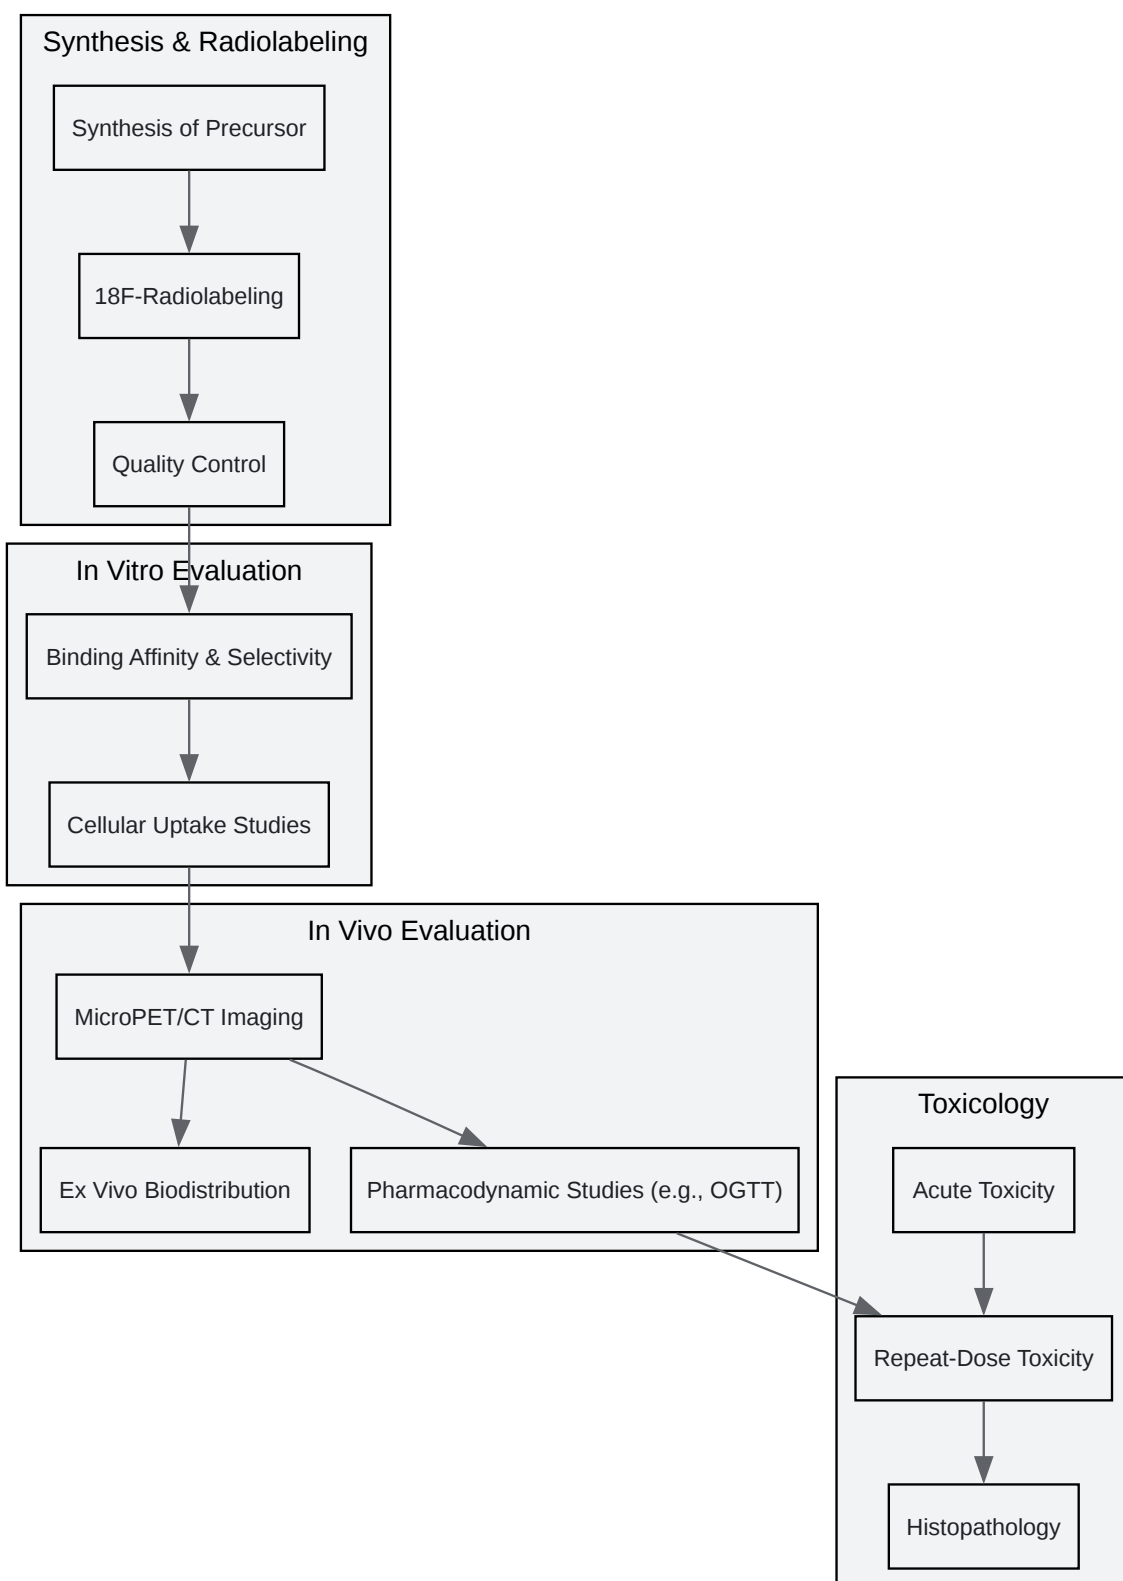 Synthesis & Radiolabeling
Synthesis of Precursor
18F-Radiolabeling
Quality Control
In Vitro Evaluation
Binding Affinity & Selectivity
Cellular Uptake Studies
In Vivo Evaluation
MicroPET/CT Imaging
Toxicology
Ex Vivo Biodistribution
Pharmacodynamic Studies (e.g., OGTT)
Acute Toxicity
Repeat-Dose Toxicity
Histopathology